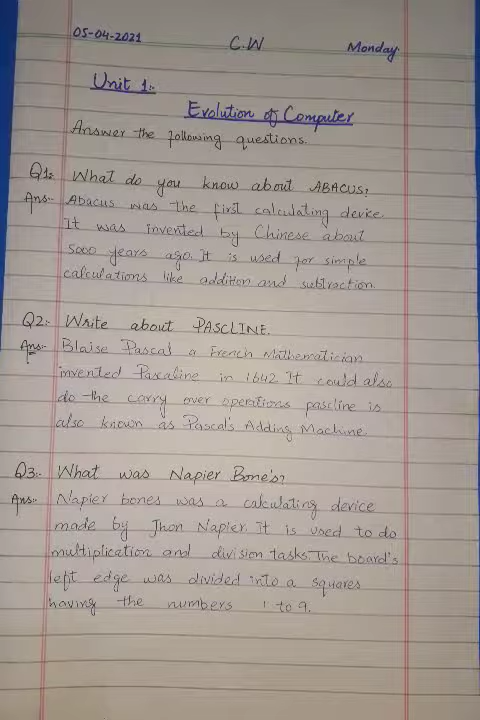 05-04-2021 C.W Monday
Unit 1:-
Evolution of Computer
Answer the following questions.
Q1:- What do you know about ABACUS?
Ans:- Abacus was the first calculating device.
It was invented by Chinese about
5000 years ago. It is used for simple
calculations like addition and subtraction.
Q2:- Write about PASCLINE.
Ans:- Blaise Pascal a French Mathematician
invented Pascaline in 1642. It could also
do the carry over operations pascline is
also known as Pascal's Adding Machine.
Q3:- What was Napier Bone's?
Ans:- Napier bones was a calculating device
made by Jhon Napier. It is used to do
multiplication and division tasks. The board's
left edge was divided into a squares
having the numbers 1 to 9.